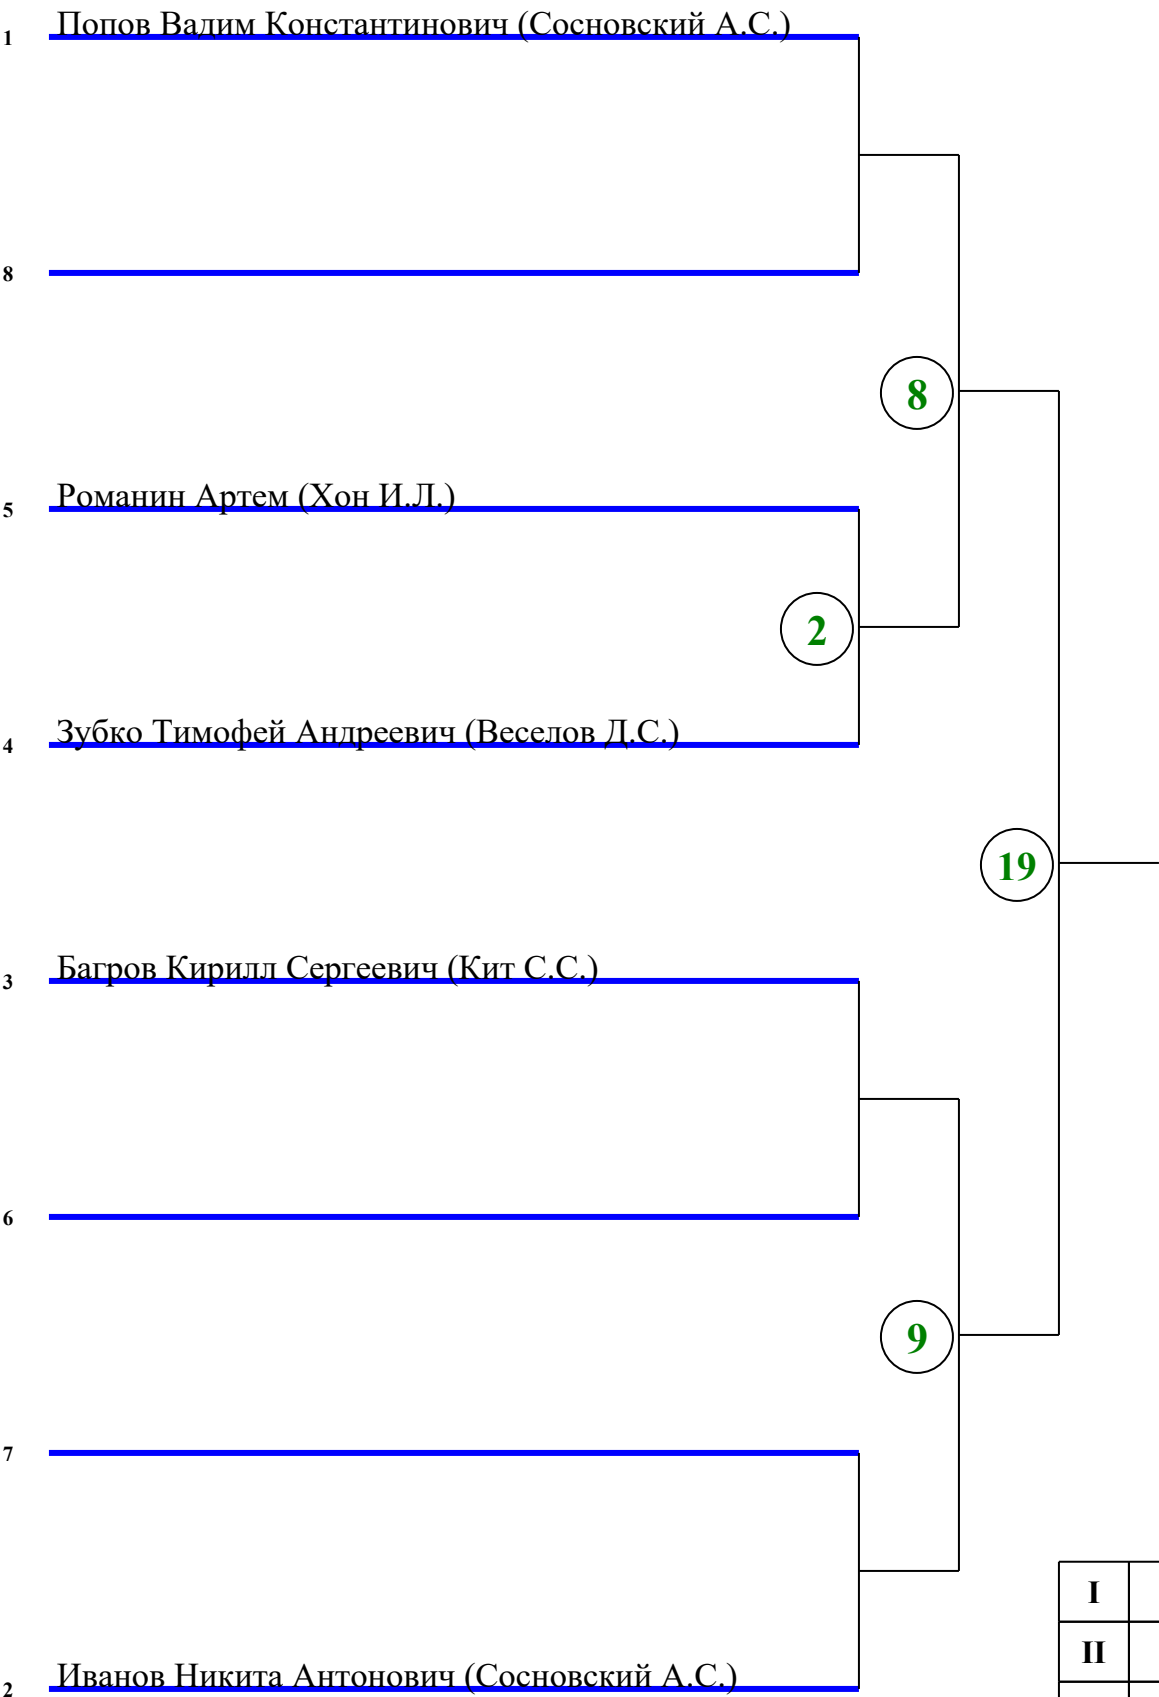 1 Попов Вадим Константинович (Сосновский А.С.)
8
8
5 Романин Артем (Хон И.Л.)
2
4 Зубко Тимофей Андреевич (Веселов Д.С.)
19
3 Багров Кирилл Сергеевич (Кит С.С.)
6
9
7
I
II
2 Иванов Никита Антонович (Сосновский А.С.)